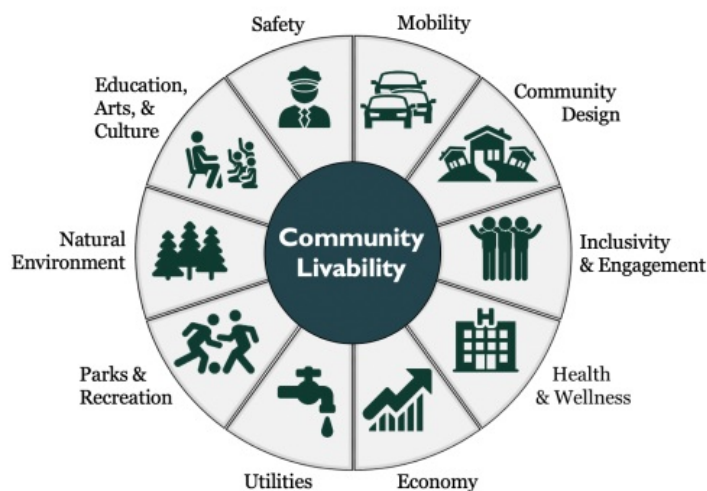 Safety
Mobility
Education,
Arts, &
Culture
Community
Design
Natural
Environment
Community
Livability
Inclusivity
& Engagement
Parks &
Recreation
H
Health
& Wellness
Utilities
Economy